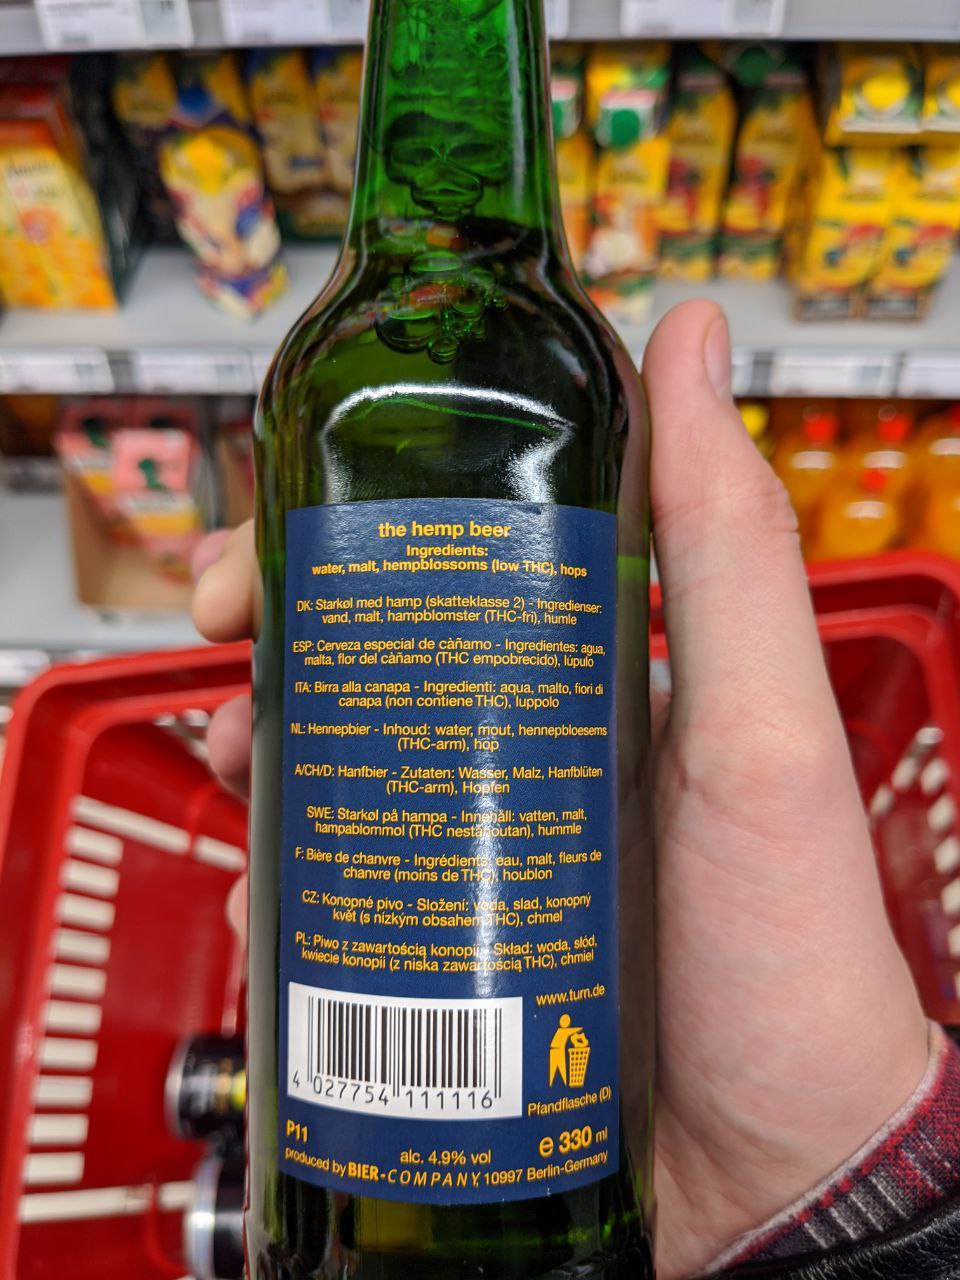 the hemp beer
Ingredients:
water, malt, hempblossoms (low THC), hops
DK: Starkøl med hamp (skatteklasse 2) - Ingredienser:
vand, malt, hampblomster (THC-fri), humle
ESP: Cerveza especial de càñamo - Ingredientes: agua,
malta, flor del càñamo (THC empobrecido), lúpulo
ITA: Birra alla canapa - Ingredienti: aqua, malto, fiori di
canapa (non contiene THC), luppolo
NL: Hennepbier - Inhoud: water, mout, hennepbloesems
(THC-arm), hop
A/CH/D: Hanfbier - Zutaten: Wasser, Malz, Hanfblüten
(THC-arm), Hopfen
SWE: Starkøl på hampa - Innehåll: vatten, malt,
hampablommol (THC nestanoutan), hummle
F: Bière de chanvre - Ingrédients: eau, malt, fleurs de
chanvre (moins de THC), houblon
CZ: Konopné pivo - Složení: voda, slad, konopný
květ (s nízkým obsahem THC), chmel
PL: Piwo z zawartością konopii - Skład: woda, słód,
kwiecie konopii (z niska zawartością THC), chmiel
www.turn.de
4 027754 111116
Pfandflasche (D)
P11
alc. 4.9% vol
e 330 ml
produced by BIER-COMPANY, 10997 Berlin-Germany